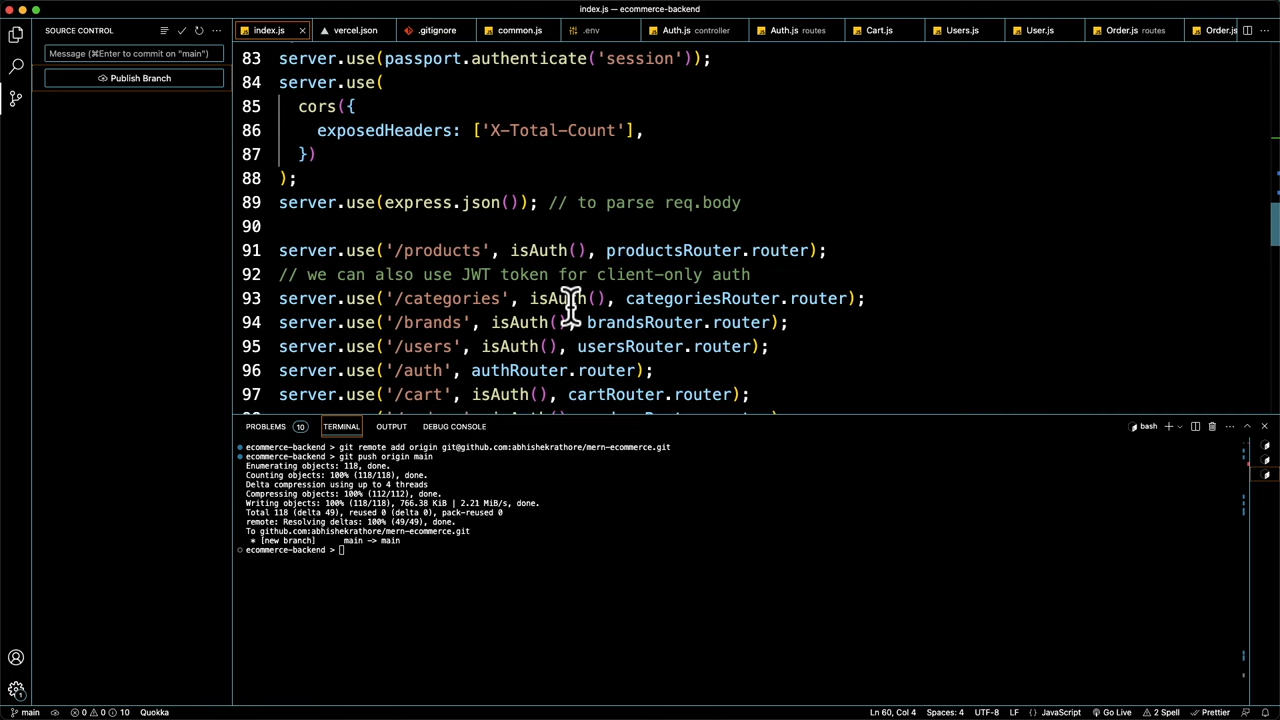 index.js — ecommerce-backend
SOURCE CONTROL
index.js
vercel.json
.gitignore
common.js
.env
Auth.js controller
Auth.js routes
Cart.js
Users.js
User.js
Order.js routes
Order.js
Message (⌘Enter to commit on "main")
Publish Branch
83 server.use(passport.authenticate('session'));
84 server.use(
85 cors({
86 exposedHeaders: ['X-Total-Count'],
87 })
88 );
89 server.use(express.json()); // to parse req.body
90
91 server.use('/products', isAuth(), productsRouter.router);
92 // we can also use JWT token for client-only auth
93 server.use('/categories', isAuth(), categoriesRouter.router);
94 server.use('/brands', isAuth(), brandsRouter.router);
95 server.use('/users', isAuth(), usersRouter.router);
96 server.use('/auth', authRouter.router);
97 server.use('/cart', isAuth(), cartRouter.router);
PROBLEMS 10 TERMINAL OUTPUT DEBUG CONSOLE bash
ecommerce-backend > git remote add origin git@github.com:abhishekrathore/mern-ecommerce.git
ecommerce-backend > git push origin main
Enumerating objects: 118, done.
Counting objects: 100% (118/118), done.
Delta compression using up to 4 threads
Compressing objects: 100% (112/112), done.
Writing objects: 100% (118/118), 766.38 KiB | 2.21 MiB/s, done.
Total 118 (delta 49), reused 0 (delta 0), pack-reused 0
remote: Resolving deltas: 100% (49/49), done.
To github.com:abhishekrathore/mern-ecommerce.git
* [new branch] main -> main
ecommerce-backend >
1
main 0 0 10 Quokka Ln 60, Col 4 Spaces: 4 UTF-8 LF {} JavaScript Go Live 2 Spell Prettier